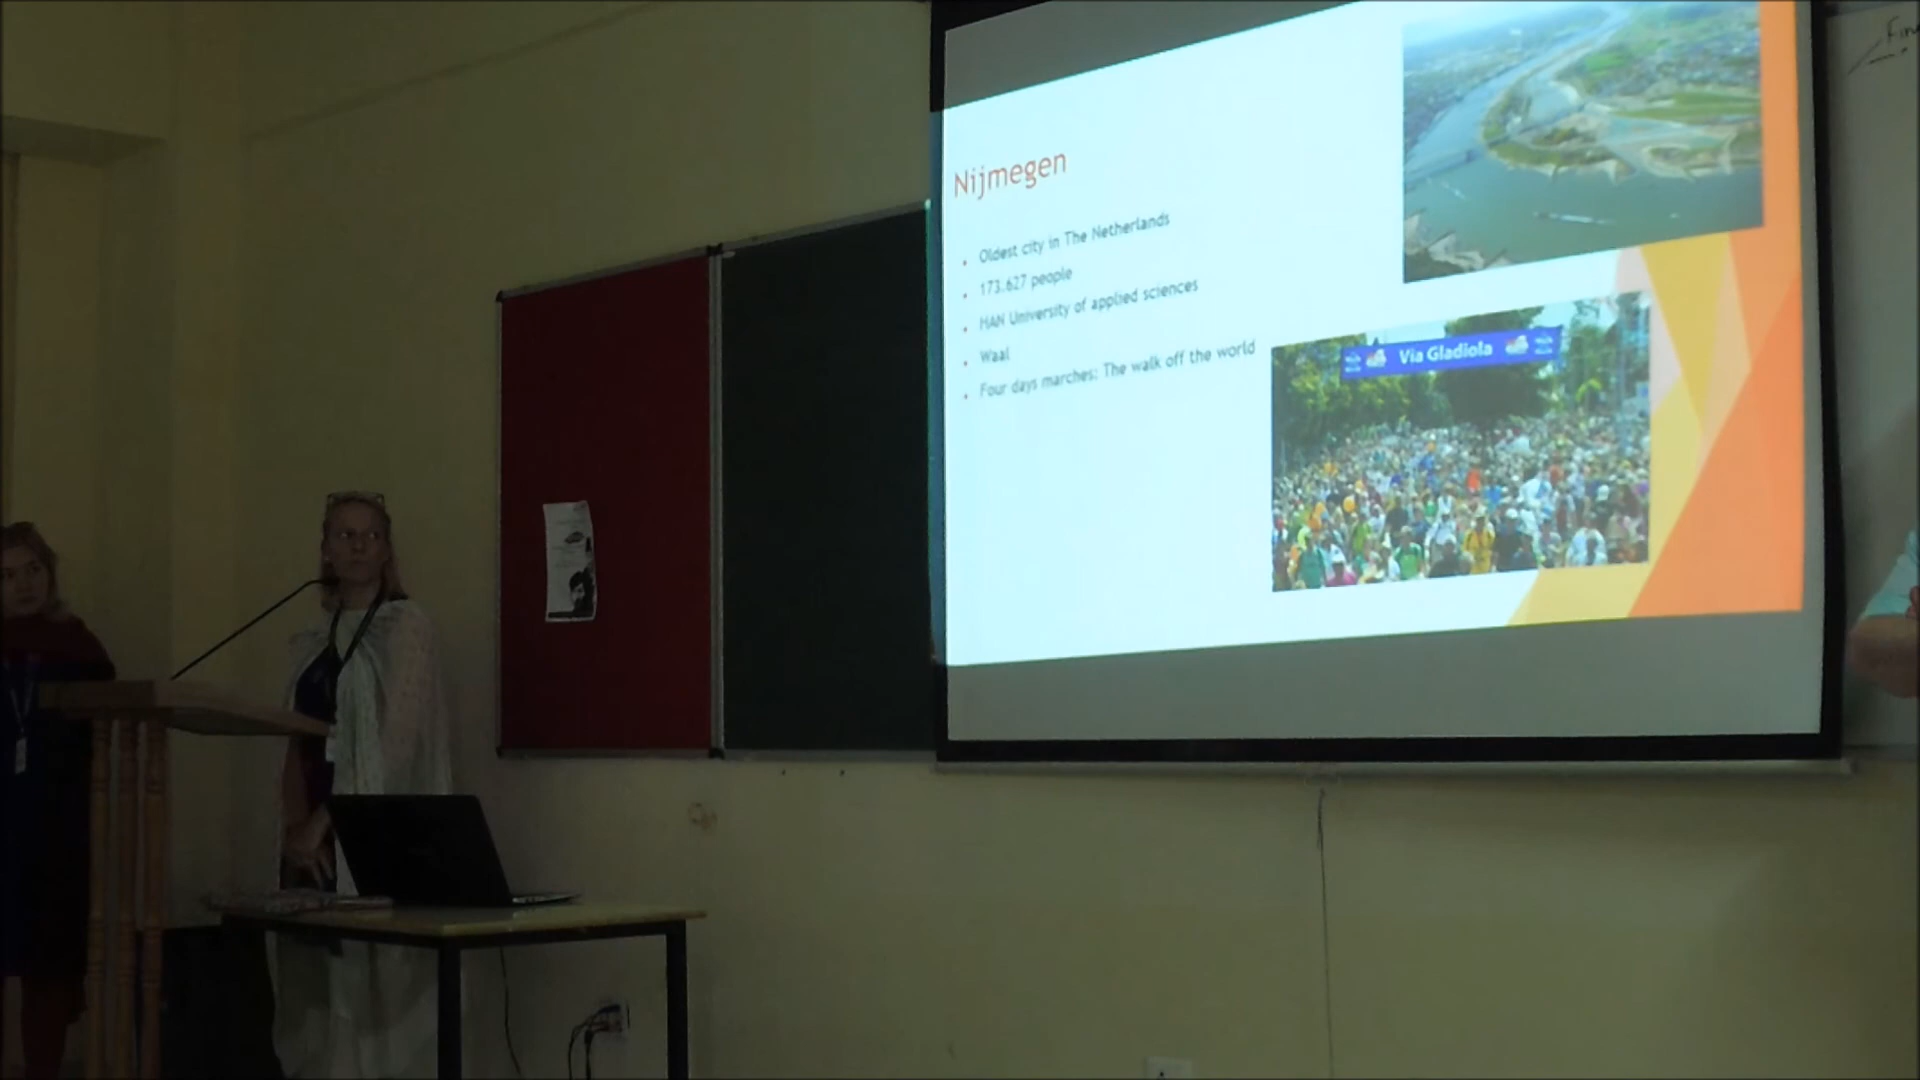 Nijmegen
Oldest city in The Netherlands
173.627 people
HAN University of applied sciences
Waal
Four days marches: The walk off the world
Via Gladiola